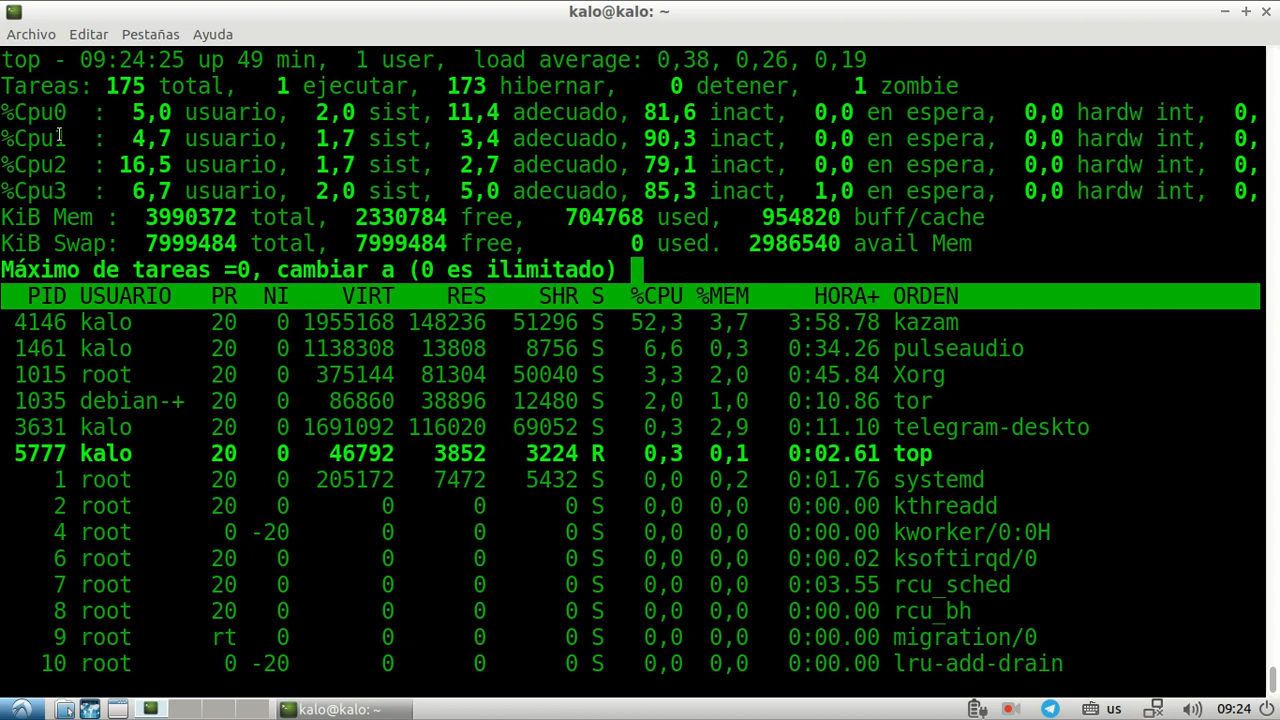 kalo@kalo: ~
Archivo Editar Pestañas Ayuda
top - 09:24:25 up 49 min, 1 user, load average: 0,38, 0,26, 0,19
Tareas: 175 total, 1 ejecutar, 173 hibernar, 0 detener, 1 zombie
%Cpu0 : 5,0 usuario, 2,0 sist, 11,4 adecuado, 81,6 inact, 0,0 en espera, 0,0 hardw int, 0,
%Cpu1 : 4,7 usuario, 1,7 sist, 3,4 adecuado, 90,3 inact, 0,0 en espera, 0,0 hardw int, 0,
%Cpu2 : 16,5 usuario, 1,7 sist, 2,7 adecuado, 79,1 inact, 0,0 en espera, 0,0 hardw int, 0,
%Cpu3 : 6,7 usuario, 2,0 sist, 5,0 adecuado, 85,3 inact, 1,0 en espera, 0,0 hardw int, 0,
KiB Mem : 3990372 total, 2330784 free, 704768 used, 954820 buff/cache
KiB Swap: 7999484 total, 7999484 free, 0 used. 2986540 avail Mem
Máximo de tareas =0, cambiar a (0 es ilimitado)
PID USUARIO PR NI VIRT RES SHR S %CPU %MEM HORA+ ORDEN
4146 kalo 20 0 1955168 148236 51296 S 52,3 3,7 3:58.78 kazam
1461 kalo 20 0 1138308 13808 8756 S 6,6 0,3 0:34.26 pulseaudio
1015 root 20 0 375144 81304 50040 S 3,3 2,0 0:45.84 Xorg
1035 debian-+ 20 0 86860 38896 12480 S 2,0 1,0 0:10.86 tor
3631 kalo 20 0 1691092 116020 69052 S 0,3 2,9 0:11.10 telegram-deskto
5777 kalo 20 0 46792 3852 3224 R 0,3 0,1 0:02.61 top
1 root 20 0 205172 7472 5432 S 0,0 0,2 0:01.76 systemd
2 root 20 0 0 0 0 S 0,0 0,0 0:00.00 kthreadd
4 root 0 -20 0 0 0 S 0,0 0,0 0:00.00 kworker/0:0H
6 root 20 0 0 0 0 S 0,0 0,0 0:00.02 ksoftirqd/0
7 root 20 0 0 0 0 S 0,0 0,0 0:03.55 rcu_sched
8 root 20 0 0 0 0 S 0,0 0,0 0:00.00 rcu_bh
9 root rt 0 0 0 0 S 0,0 0,0 0:00.00 migration/0
10 root 0 -20 0 0 0 S 0,0 0,0 0:00.00 lru-add-drain
kalo@kalo: ~ us 09:24